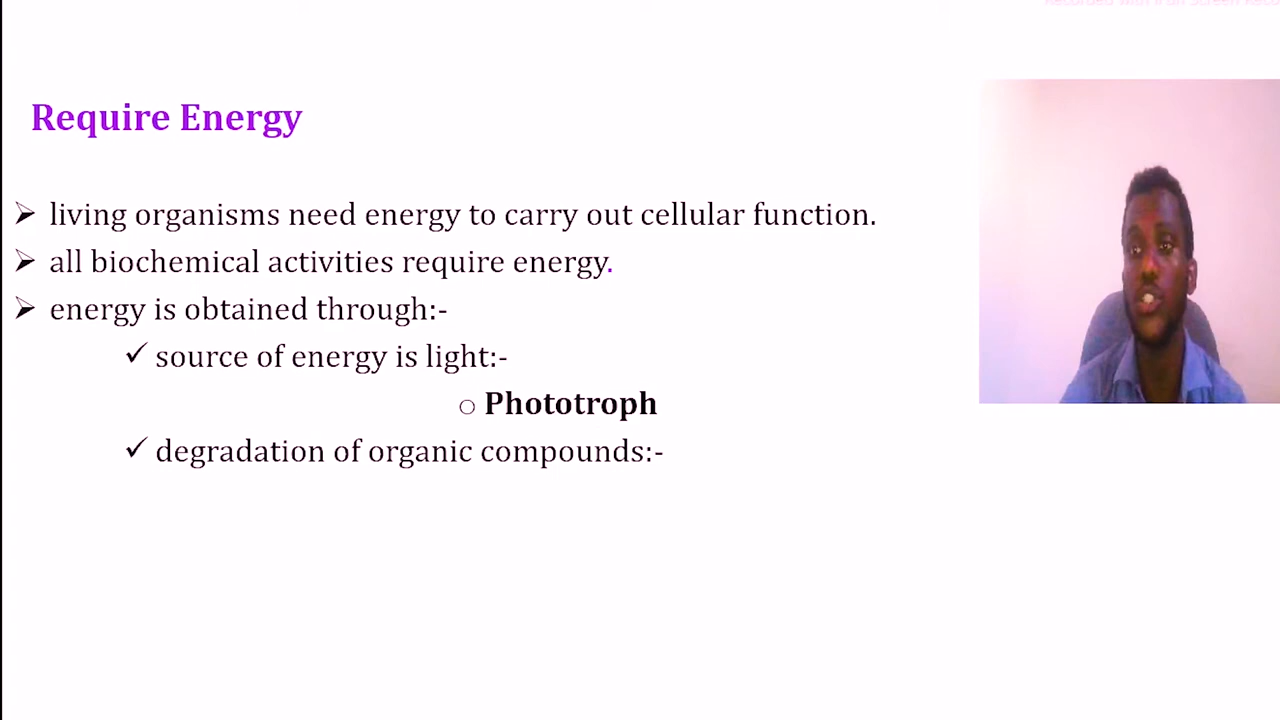 Require Energy
➢ living organisms need energy to carry out cellular function.
➢ all biochemical activities require energy.
➢ energy is obtained through:-
✓ source of energy is light:-
○ Phototroph
✓ degradation of organic compounds:-